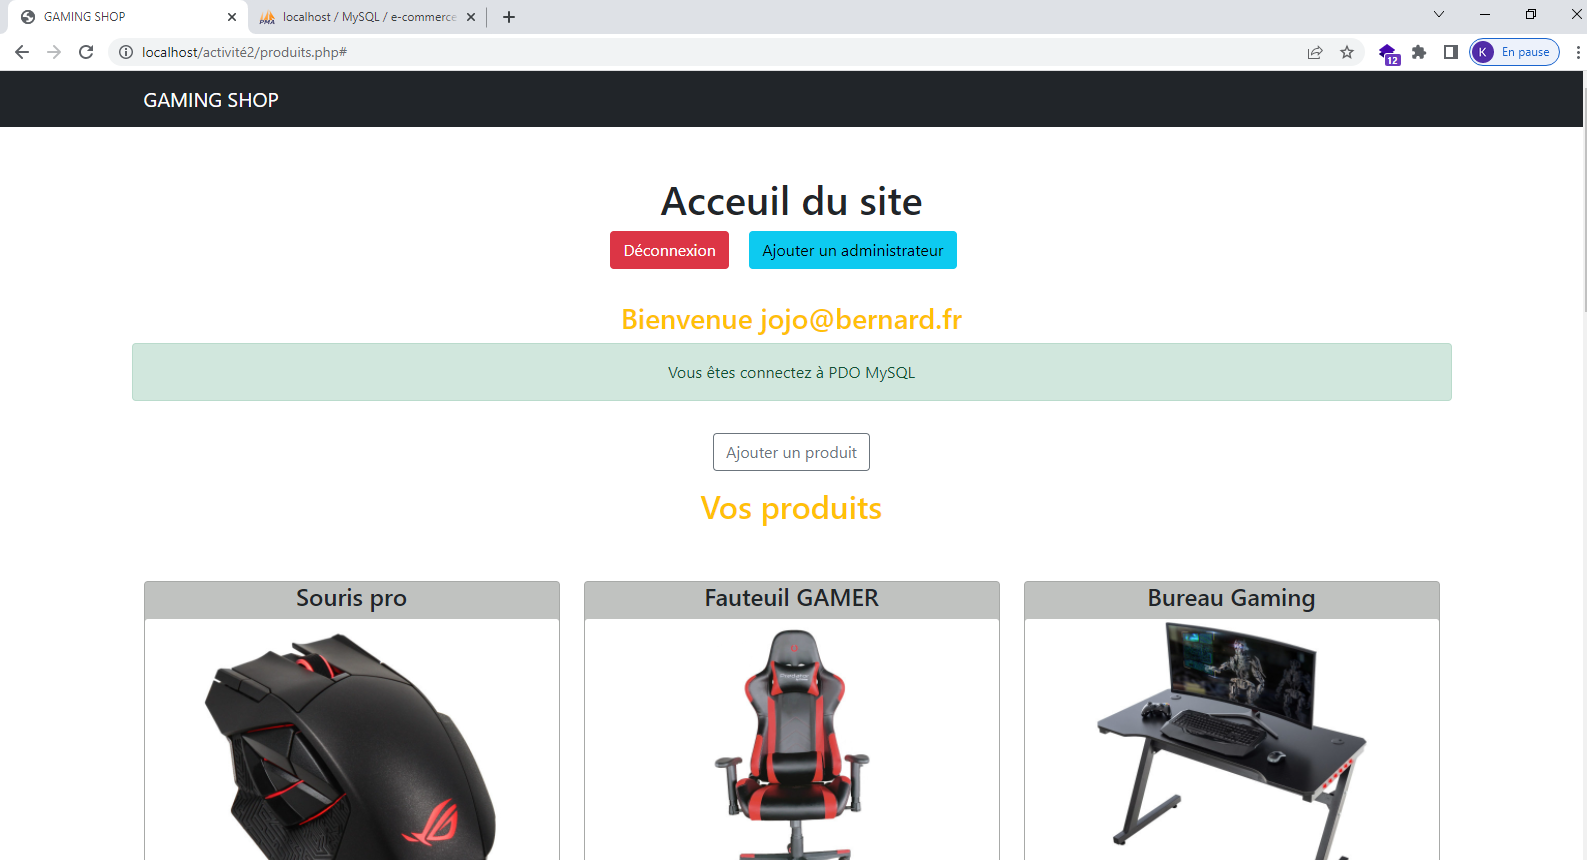 GAMING SHOP
localhost / MySQL / e-commerce
localhost/activité2/produits.php#
12
K
En pause
GAMING SHOP
Acceuil du site
Déconnexion
Ajouter un administrateur
Bienvenue jojo@bernard.fr
Vous êtes connectez à PDO MySQL
Ajouter un produit
Vos produits
Souris pro
Fauteuil GAMER
Bureau Gaming